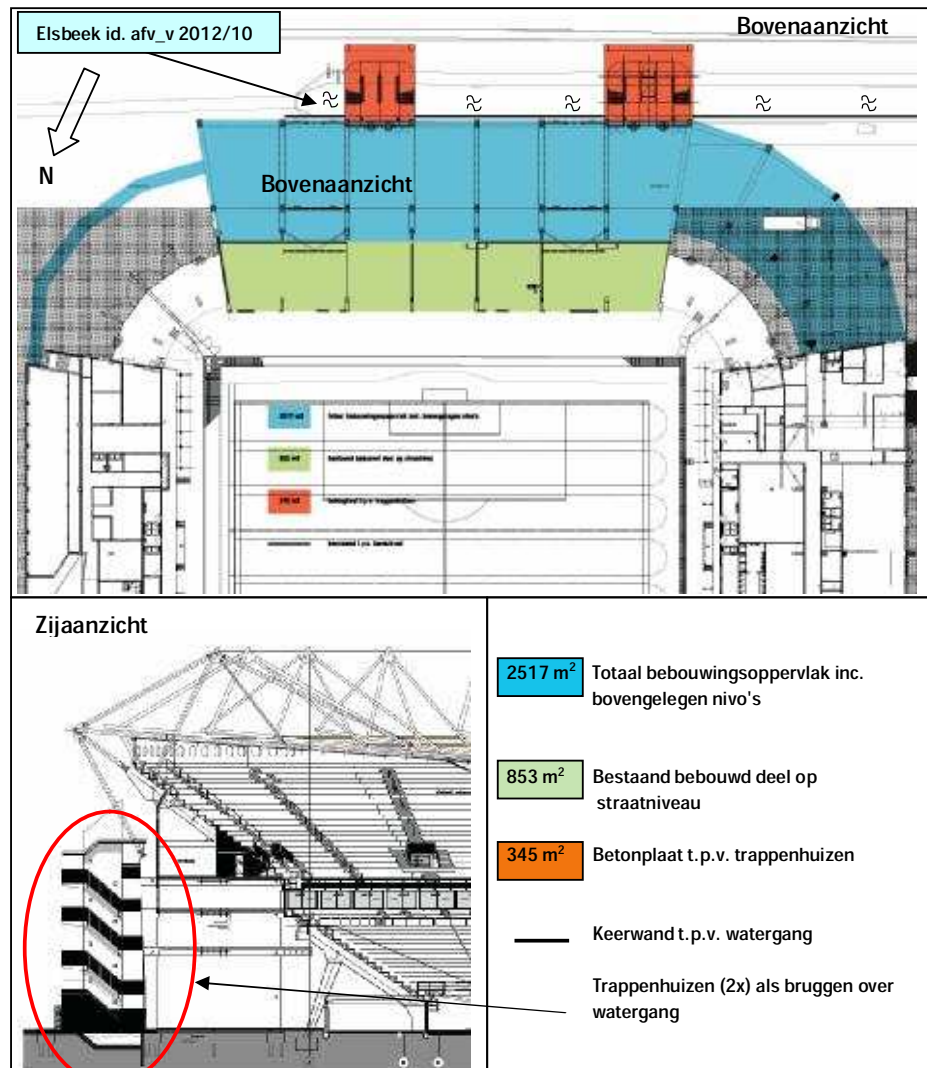 Elsbeek id. afv_v 2012/10
Bovenaanzicht
N
Bovenaanzicht
Zijaanzicht
2517 m²
Totaal bebouwingsoppervlak inc.
bovengelegen nivo's
853 m²
Bestaand bebouwd deel op
straatniveau
345 m²
Betonplaat t.p.v. trappenhuizen
Keerwand t.p.v. watergang
Trappenhuizen (2x) als bruggen over
watergang